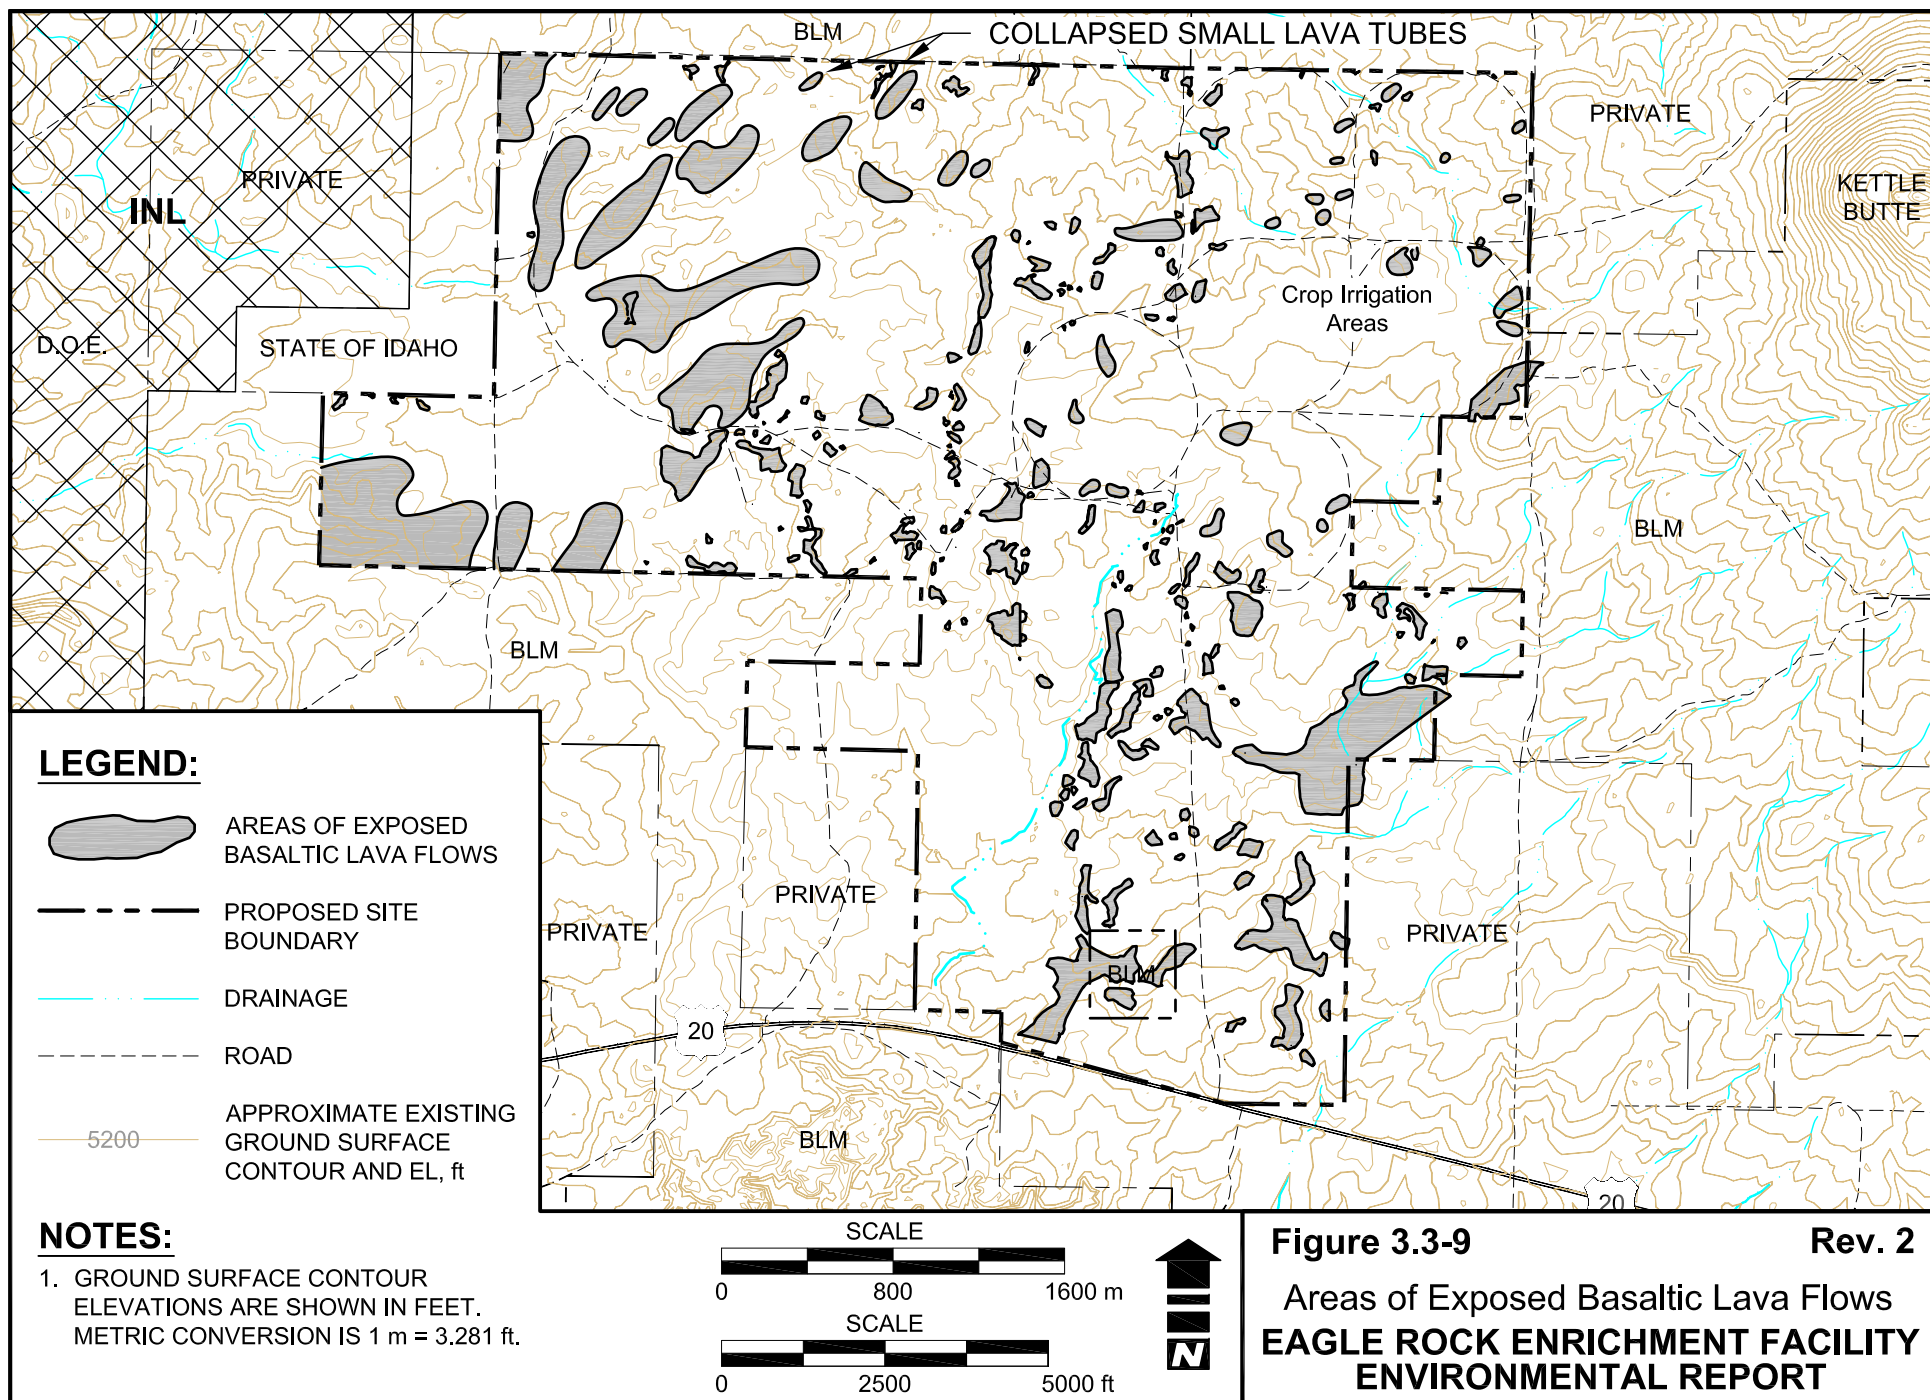 BLM
COLLAPSED SMALL LAVA TUBES
PRIVATE
PRIVATE
INL
KETTLE
BUTTE
Crop Irrigation
Areas
D.O.E.
STATE OF IDAHO
BLM
BLM
PRIVATE
PRIVATE
PRIVATE
BLM
20
BLM
20
LEGEND:
AREAS OF EXPOSED
BASALTIC LAVA FLOWS
PROPOSED SITE
BOUNDARY
DRAINAGE
ROAD
5200
APPROXIMATE EXISTING
GROUND SURFACE
CONTOUR AND EL, ft
NOTES:
1. GROUND SURFACE CONTOUR
ELEVATIONS ARE SHOWN IN FEET.
METRIC CONVERSION IS 1 m = 3.281 ft.
SCALE
0 800 1600 m
SCALE
0 2500 5000 ft
N
Figure 3.3-9 Rev. 2
Areas of Exposed Basaltic Lava Flows
EAGLE ROCK ENRICHMENT FACILITY
ENVIRONMENTAL REPORT